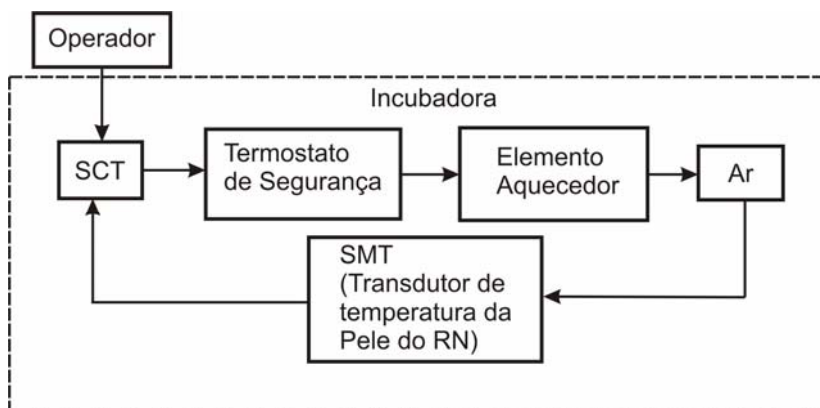 Operador
Incubadora
SCT
Termostato
de Segurança
Elemento
Aquecedor
Ar
SMT
(Transdutor de
temperatura da
Pele do RN)